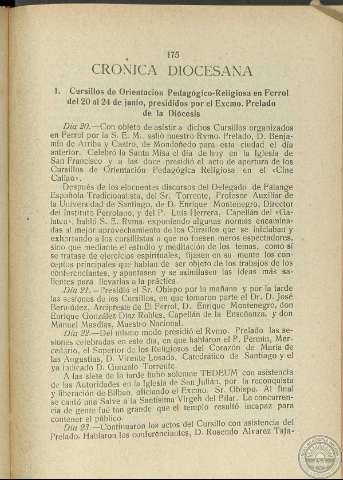 175
CRONICA DIOCESANA
1. Cursillos de Orientación Pedagógico-Religiosa en Ferrol
del 20 al 24 de junio, presididos por el Excmo. Prelado
de la Diócesis
Día 20.—Con objeto de asistir a dichos Cursillos organizados
en Ferrol por la S. E. M. salió nuestro Rvmo. Prelado, D. Benja-
mín de Arriba y Castro, de Mondoñedo para esta ciudad el día
anterior. Celebró la Santa Misa el día de hoy en la Iglesia de
San Francisco y a las doce presidió el acto de apertura de los
Cursillos de Orientación Pedagógica Religiosa en el «Cine
Callao».
Después de los elocuentes discursos del Delegado de Falange
Española Tradicionalista, del Sr. Torrente, Profesor Auxiliar de
la Universidad de Santiago, de D. Enrique Montenegro, Director
del Instituto Ferrolano, y del P. Luis Herrera, Capellán del «Ga-
latea», habló S. E. Rvma exponiendo algunas normas encamina-
das al mejor aprovechamiento de los Cursillos que se iniciaban y
exhortando a los cursillistas a que no fuesen meros espectadores,
sino que mediante el estudio y meditación de los temas, como si
se tratase de ejercicios espirituales, fijasen en su mente los con-
ceptos principales que habían de ser objeto de los trabajos de los
conferenciantes, y apuntasen y se asimilasen las ideas más sa-
lientes para llevarlas a la práctica.
Día 21.—Presidió el Sr. Obispo por la mañana y por la tarde
las sesiones de los Cursillos, en que tomaron parte el Dr. D. José
Bermúdez, Arcipreste de El Ferrol, D. Enrique Montenegro, don
Enrique González Díaz Robles, Capellán de la Enseñanza, y don
Manuel Masdías, Maestro Nacional.
Día 22.—Del mismo modo presidió el Rvmo. Prelado las se-
siones celebradas en este día, en que hablaron el P. Permio, Mer-
cedario, el Superior de los Religiosos del Corazón de María de
las Angustias, D. Vicente Losada, Catedrático de Santiago y el
ya indicado D. Gonzalo Torrente.
A las siete de la tarde hubo solemne TEDEUM con asistencia
de las Autoridades en la Iglesia de San Julián, por la reconquista
y liberación de Bilbao, oficiando el Excmo. Sr. Obispo. Al final
se cantó una Salve a la Santísima Virgen del Pilar. La concurren-
cia de gente fué tan grande que el templo resultó incapaz para
contener el público.
Día 23.—Continuaron los actos del Cursillo con asistencia del
Prelado. Hablaron los conferenciantes, D. Rosendo Alvarez Taja-